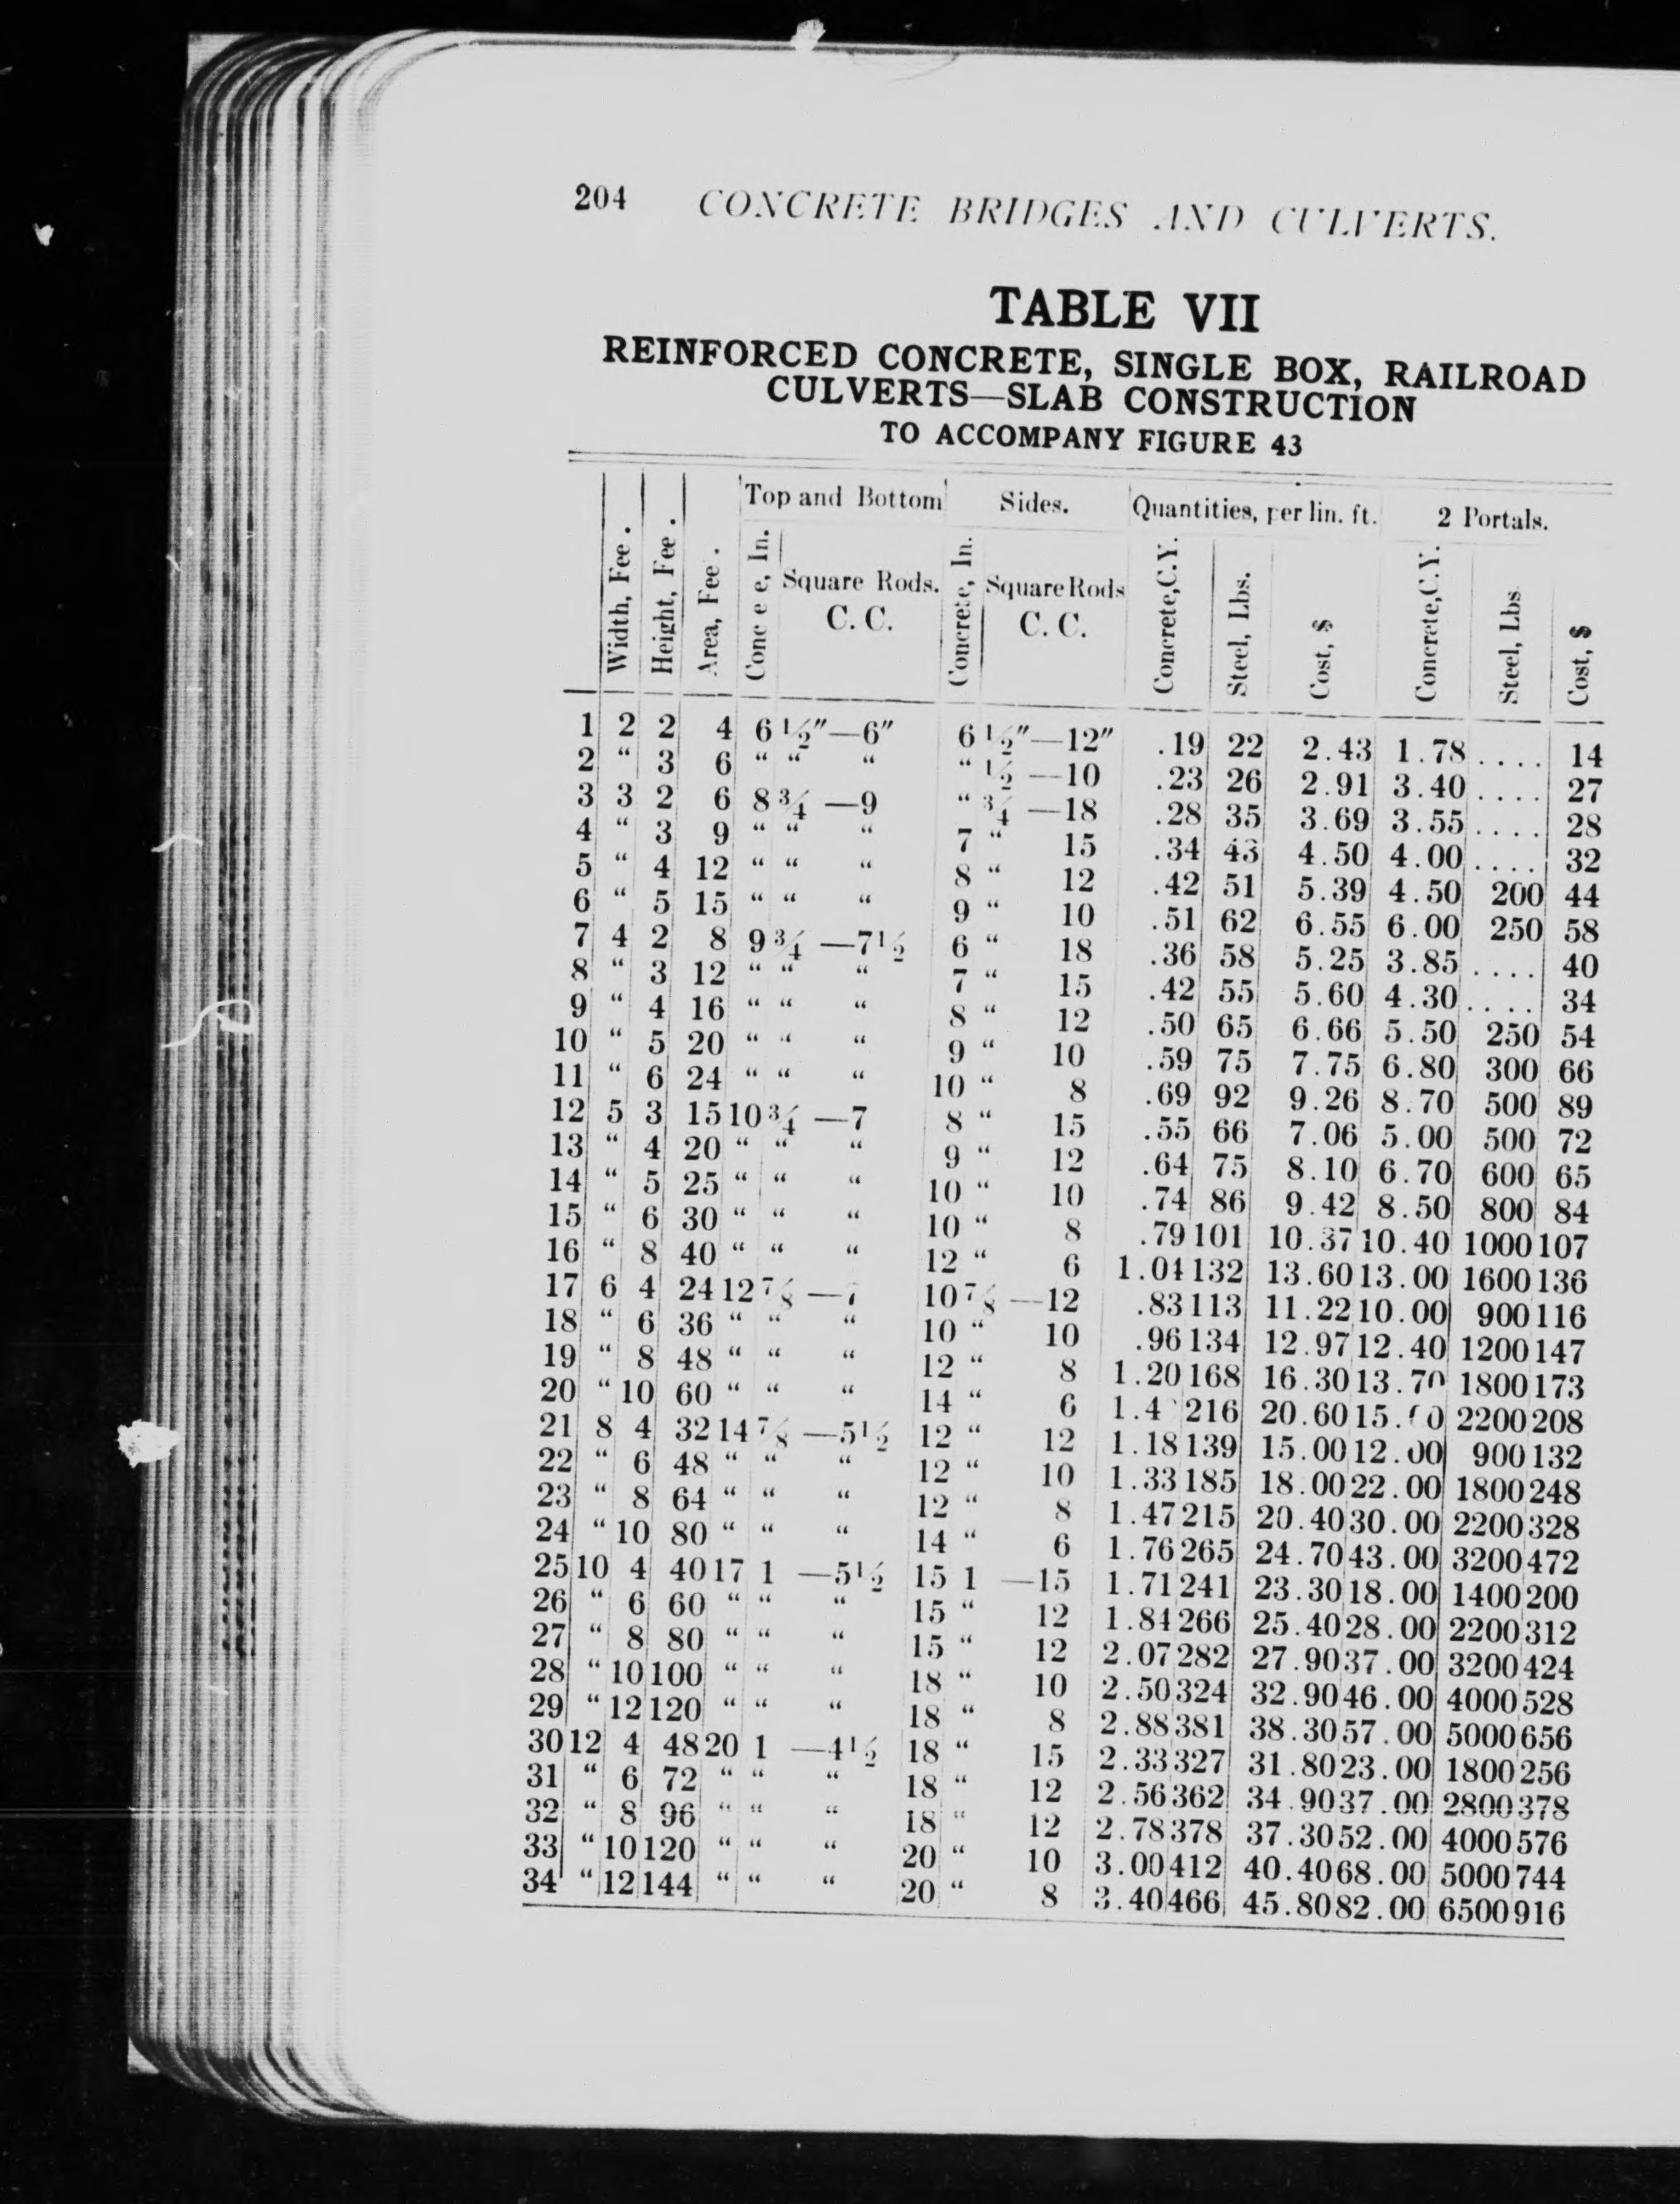 204 CONCRETE BRIDGES AND CULVERTS.
TABLE VII
REINFORCED CONCRETE, SINGLE BOX, RAILROAD
CULVERTS—SLAB CONSTRUCTION
TO ACCOMPANY FIGURE 43
Top and Bottom Sides. Quantities, per lin. ft. 2 Portals.
Width, Fee . Height, Fee . Area, Fee . Conc e e, In. Square Rods. C. C. Concrete, In. Square Rods C. C. Concrete, C.Y. Steel, Lbs. Cost, $ Concrete, C.Y. Steel, Lbs Cost, $
1 2 2 4 6 ½″—6″ 6 ½″—12″ .19 22 2.43 1.78 .... 14
2 “ 3 6 “ “ “ “ ½ —10 .23 26 2.91 3.40 .... 27
3 3 2 6 8 ¾ —9 “ ¾ —18 .28 35 3.69 3.55 .... 28
4 “ 3 9 “ “ “ 7 “ 15 .34 43 4.50 4.00 .... 32
5 “ 4 12 “ “ “ 8 “ 12 .42 51 5.39 4.50 200 44
6 “ 5 15 “ “ “ 9 “ 10 .51 62 6.55 6.00 250 58
7 4 2 8 9 ¾ —7½ 6 “ 18 .36 58 5.25 3.85 .... 40
8 “ 3 12 “ “ “ 7 “ 15 .42 55 5.60 4.30 .... 34
9 “ 4 16 “ “ “ 8 “ 12 .50 65 6.66 5.50 250 54
10 “ 5 20 “ “ “ 9 “ 10 .59 75 7.75 6.80 300 66
11 “ 6 24 “ “ “ 10 “ 8 .69 92 9.26 8.70 500 89
12 5 3 15 10 ¾ —7 8 “ 15 .55 66 7.06 5.00 500 72
13 “ 4 20 “ “ “ 9 “ 12 .64 75 8.10 6.70 600 65
14 “ 5 25 “ “ “ 10 “ 10 .74 86 9.42 8.50 800 84
15 “ 6 30 “ “ “ 10 “ 8 .79 101 10.37 10.40 1000 107
16 “ 8 40 “ “ “ 12 “ 6 1.04 132 13.60 13.00 1600 136
17 6 4 24 12 ⅞ —7 10 ⅞ —12 .83 113 11.22 10.00 900 116
18 “ 6 36 “ “ “ 10 “ 10 .96 134 12.97 12.40 1200 147
19 “ 8 48 “ “ “ 12 “ 8 1.20 168 16.30 13.70 1800 173
20 “ 10 60 “ “ “ 14 “ 6 216 20.60 2200 208
21 8 4 32 14 ⅞ —5½ 12 “ 12 1.18 139 15.00 12.00 900 132
22 “ 6 48 “ “ “ 12 “ 10 1.33 185 18.00 22.00 1800 248
23 “ 8 64 “ “ “ 12 “ 8 1.47 215 20.40 30.00 2200 328
24 “ 10 80 “ “ “ 14 “ 6 1.76 265 24.70 43.00 3200 472
25 10 4 40 17 1 —5½ 15 1 —15 1.71 241 23.30 18.00 1400 200
26 “ 6 60 “ “ “ 15 “ 12 1.84 266 25.40 28.00 2200 312
27 “ 8 80 “ “ “ 15 “ 12 2.07 282 27.90 37.00 3200 424
28 “ 10 100 “ “ “ 18 “ 10 2.50 324 32.90 46.00 4000 528
29 “ 12 120 “ “ “ 18 “ 8 2.88 381 38.30 57.00 5000 656
30 12 4 48 20 1 —4½ 18 “ 15 2.33 327 31.80 23.00 1800 256
31 “ 6 72 “ “ “ 18 “ 12 2.56 362 34.90 37.00 2800 378
32 “ 8 96 “ “ “ 18 “ 12 2.78 378 37.30 52.00 4000 576
33 “ 10 120 “ “ “ 20 “ 10 3.00 412 40.40 68.00 5000 744
34 “ 12 144 “ “ “ 20 “ 8 3.40 466 45.80 82.00 6500 916